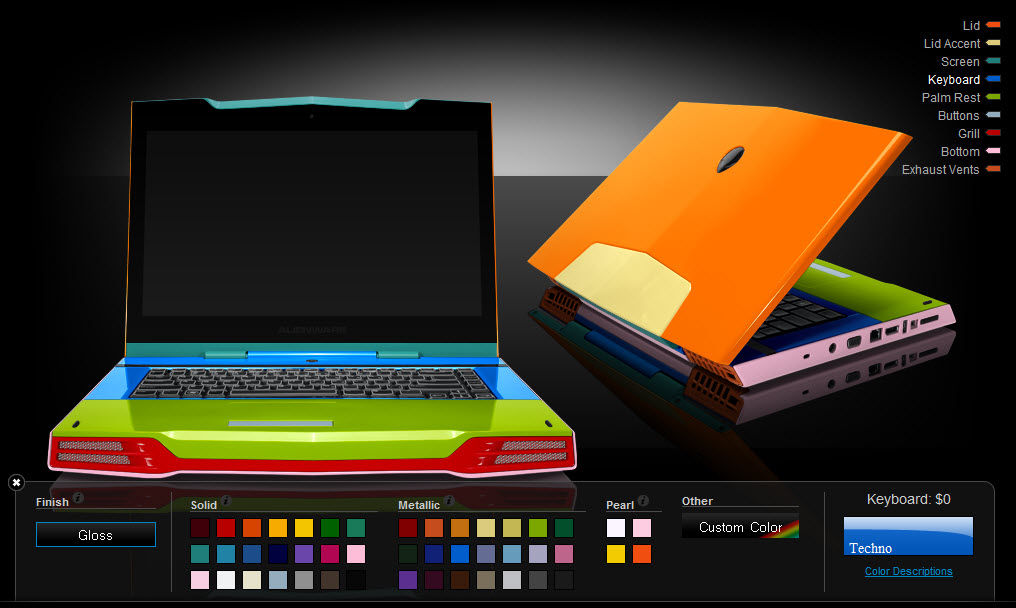 Lid
Lid Accent
Screen
Keyboard
Palm Rest
Buttons
Grill
Bottom
Exhaust Vents
ALIENWARE
Finish
Solid
Metallic
Pearl
Other
Keyboard: $0
Gloss
Custom Color
Techno
Color Descriptions